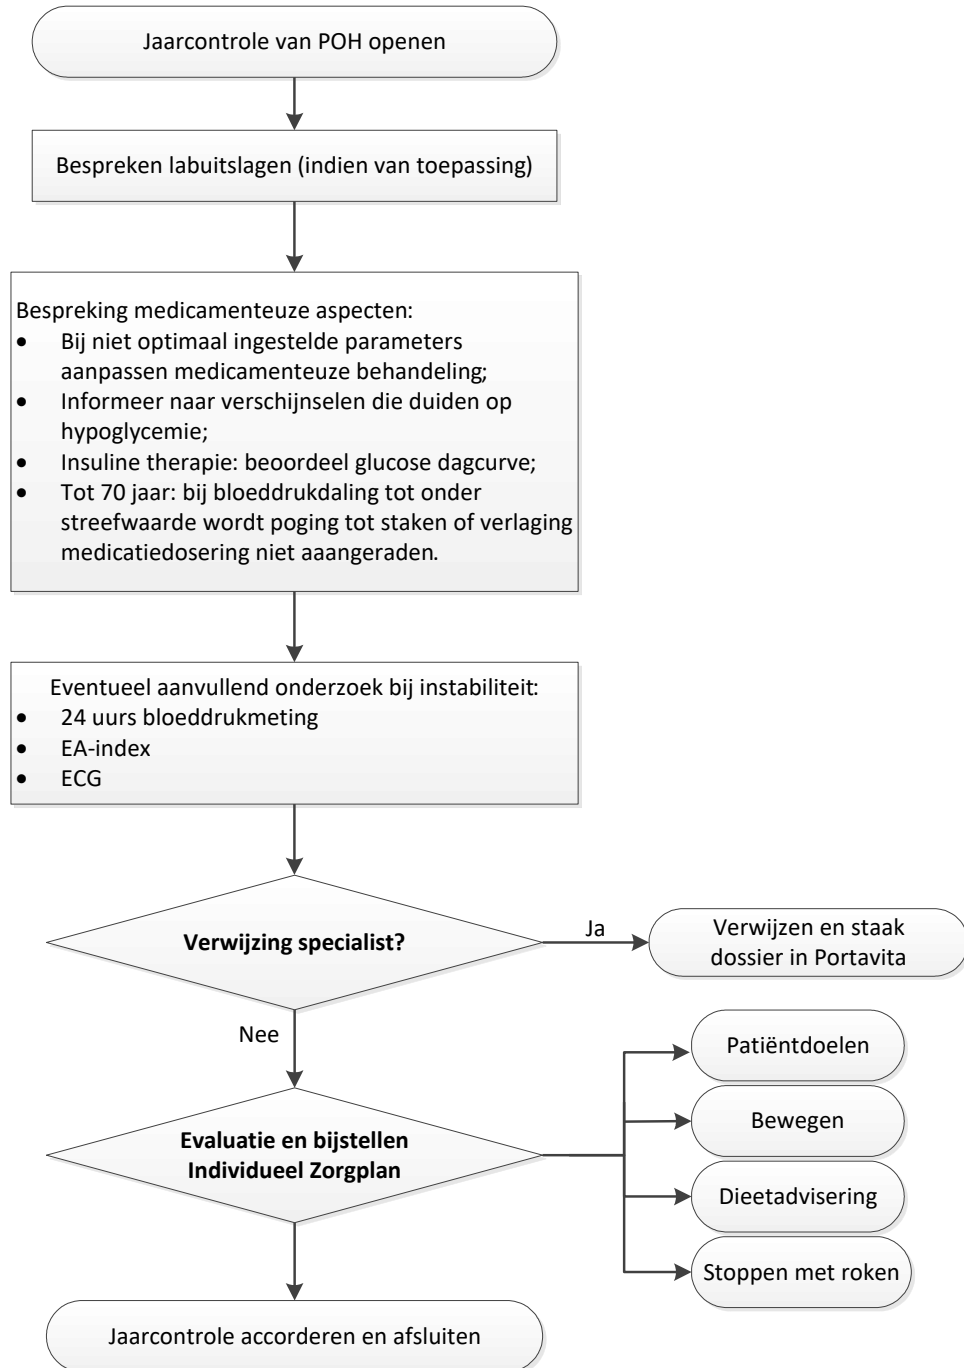 Jaarcontrole van POH openen
Bespreken labuitslagen (indien van toepassing)
Bespreking medicamenteuze aspecten:
• Bij niet optimaal ingestelde parameters
aanpassen medicamenteuze behandeling;
• Informeer naar verschijnselen die duiden op
hypoglycemie;
• Insuline therapie: beoordeel glucose dagcurve;
• Tot 70 jaar: bij bloeddrukdaling tot onder
streefwaarde wordt poging tot staken of verlaging
medicatiedosering niet aaangeraden.
Eventueel aanvullend onderzoek bij instabiliteit:
• 24 uurs bloeddrukmeting
• EA-index
• ECG
Verwijzing specialist?
Ja
Verwijzen en staak
dossier in Portavita
Nee
Evaluatie en bijstellen
Individueel Zorgplan
Patiëntdoelen
Bewegen
Dieetadvisering
Stoppen met roken
Jaarcontrole accorderen en afsluiten